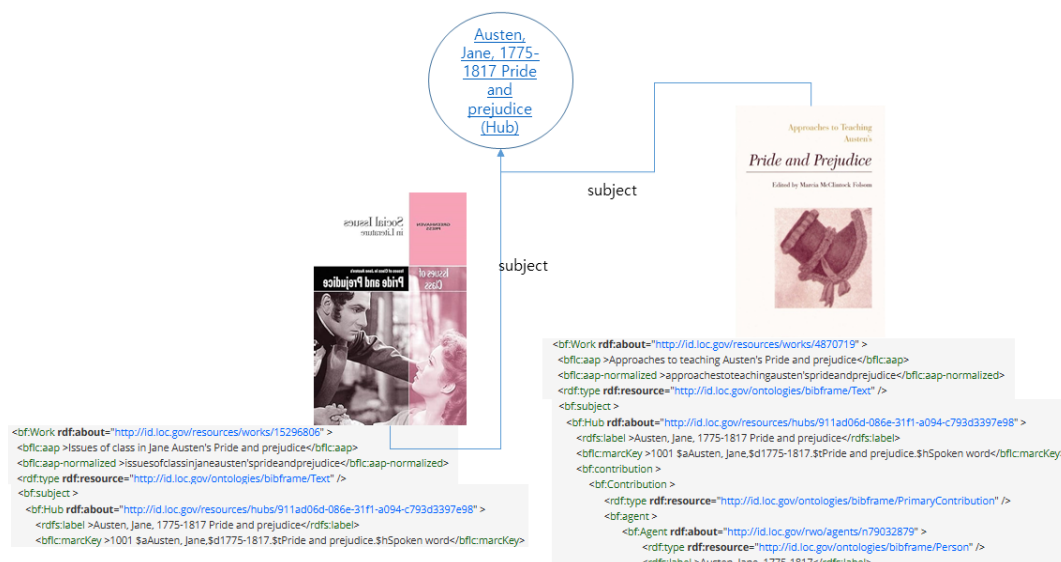 Austen,
Jane, 1775-
1817 Pride
and
prejudice
(Hub)
subject
subject
Approaches to Teaching
Austen's
Pride and Prejudice
Edited by Marcia McClintock Folsom
Social Issues
in Literature
GREENHAVEN
PRESS
Issues of Class in Jane Austen's
Pride and Prejudice
Issues of
Class
<bf:Work rdf:about="http://id.loc.gov/resources/works/15296806" >
<bflc:aap >Issues of class in Jane Austen's Pride and prejudice</bflc:aap>
<bflc:aap-normalized >issuesofclassinjaneausten'sprideandprejudice</bflc:aap-normalized>
<rdf:type rdf:resource="http://id.loc.gov/ontologies/bibframe/Text" />
<bf:subject >
<bf:Hub rdf:about="http://id.loc.gov/resources/hubs/911ad06d-086e-31f1-a094-c793d3397e98" >
<rdfs:label >Austen, Jane, 1775-1817 Pride and prejudice</rdfs:label>
<bflc:marcKey >1001 $aAusten, Jane,$d1775-1817.$tPride and prejudice.$hSpoken word</bflc:marcKey>
<bf:Work rdf:about="http://id.loc.gov/resources/works/4870719" >
<bflc:aap >Approaches to teaching Austen's Pride and prejudice</bflc:aap>
<bflc:aap-normalized >approachestoteachingausten'sprideandprejudice</bflc:aap-normalized>
<rdf:type rdf:resource="http://id.loc.gov/ontologies/bibframe/Text" />
<bf:subject >
<bf:Hub rdf:about="http://id.loc.gov/resources/hubs/911ad06d-086e-31f1-a094-c793d3397e98" >
<rdfs:label >Austen, Jane, 1775-1817 Pride and prejudice</rdfs:label>
<bflc:marcKey >1001 $aAusten, Jane,$d1775-1817.$tPride and prejudice.$hSpoken word</bflc:marcKey>
<bf:contribution >
<bf:Contribution >
<rdf:type rdf:resource="http://id.loc.gov/ontologies/bibframe/PrimaryContribution" />
<bf:agent >
<bf:Agent rdf:about="http://id.loc.gov/rwo/agents/n79032879" >
<rdf:type rdf:resource="http://id.loc.gov/ontologies/bibframe/Person" />
<rdfs:label >Austen, Jane, 1775-1817</rdfs:label>